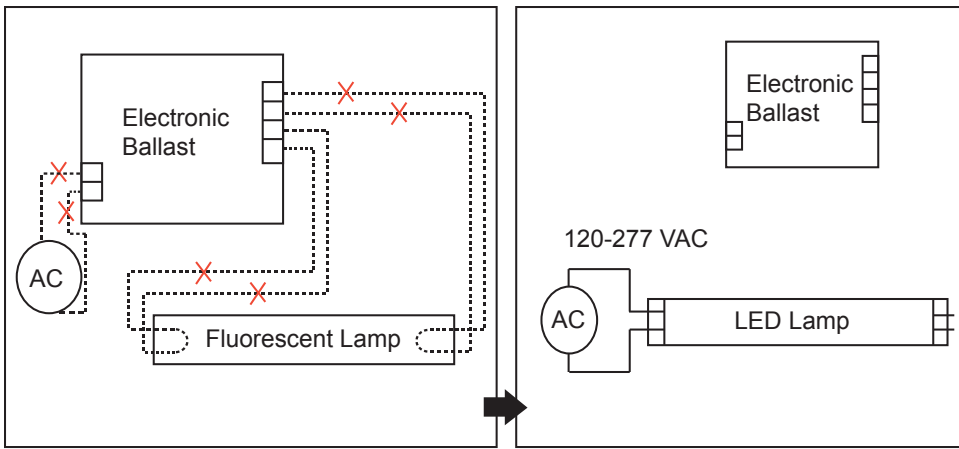 Electronic
Ballast
AC
Fluorescent Lamp
Electronic
Ballast
120-277 VAC
AC
LED Lamp